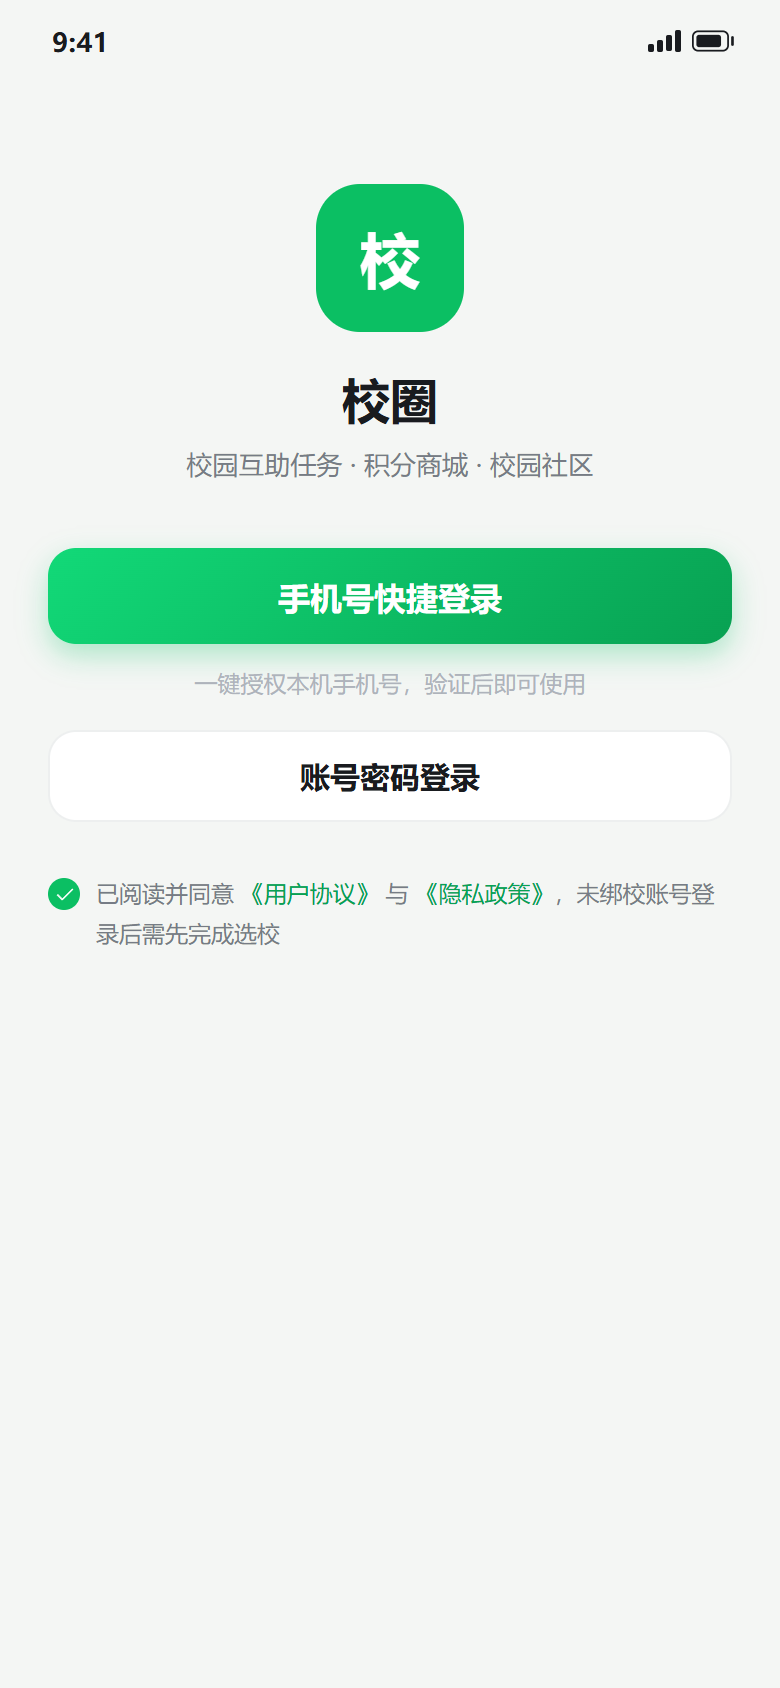 9:41
校
校圈
校园互助任务 · 积分商城 · 校园社区
手机号快捷登录
一键授权本机手机号，验证后即可使用
账号密码登录
已阅读并同意《用户协议》与《隐私政策》，未绑校账号登
录后需先完成选校